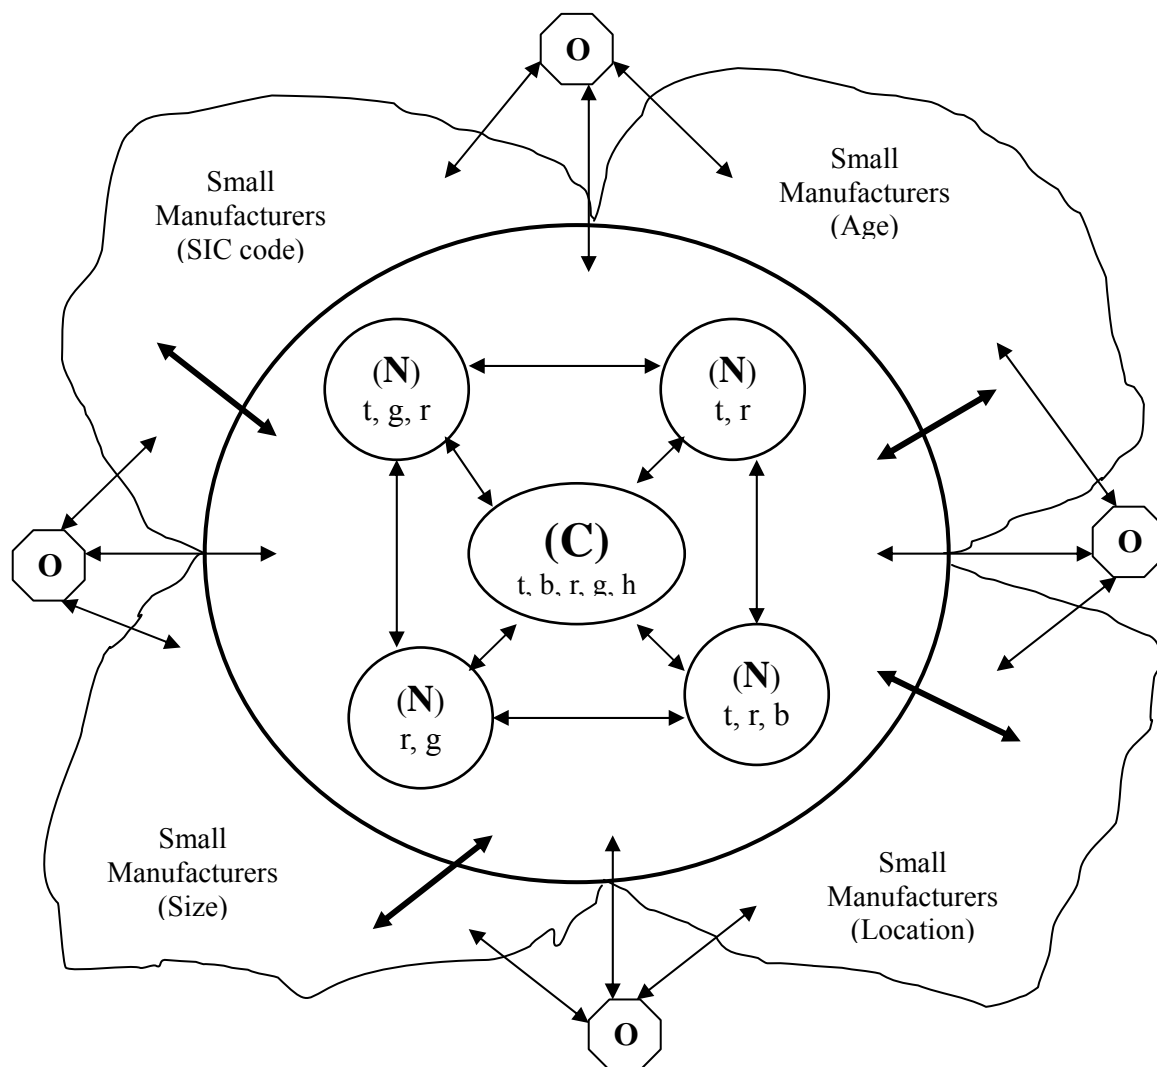 O
Small
Manufacturers
(SIC code)
Small
Manufacturers
(Age)
(N)
t, g, r
(N)
t, r
O
(C)
t, b, r, g, h
O
(N)
r, g
(N)
t, r, b
Small
Manufacturers
(Size)
Small
Manufacturers
(Location)
O